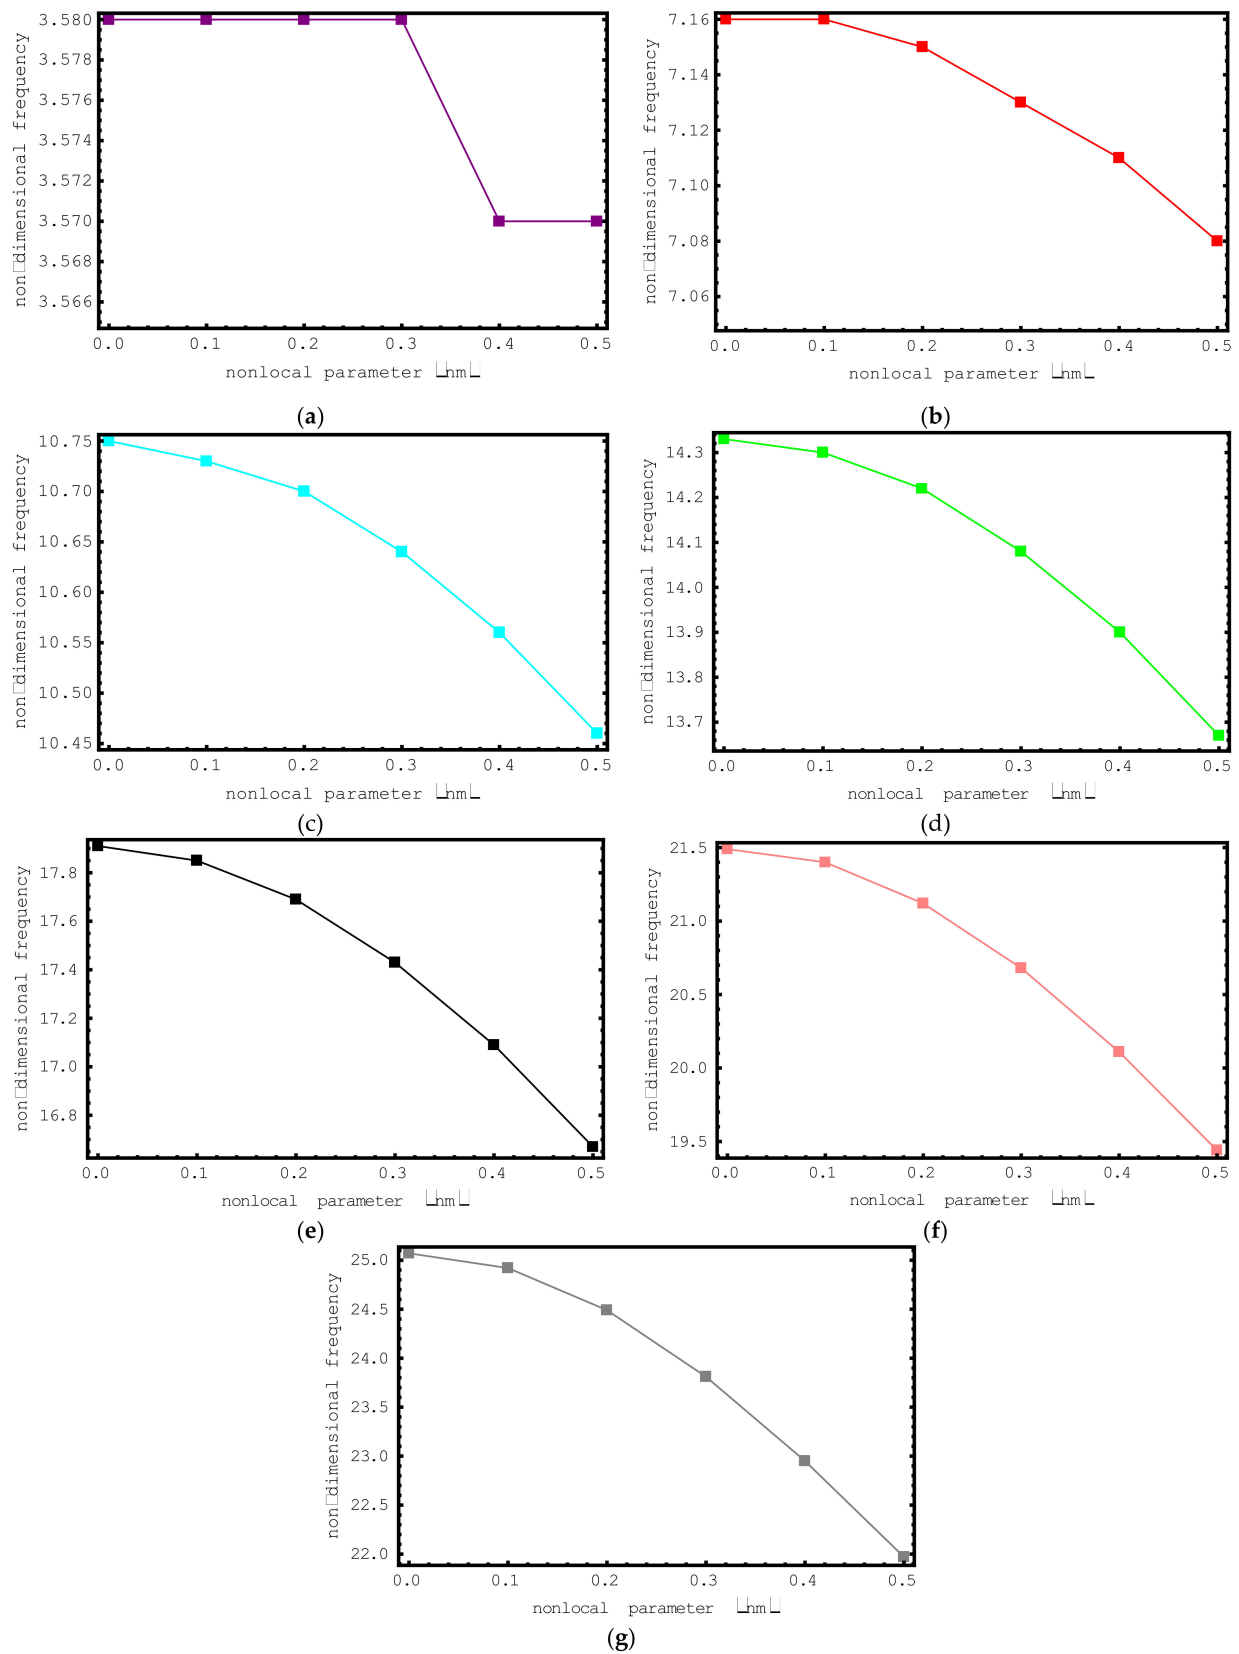 non□dimensional frequency
3.580
3.578
3.576
3.574
3.572
3.570
3.568
3.566
0.0 0.1 0.2 0.3 0.4 0.5
nonlocal parameter nm
(a)
non□dimensional frequency
7.16
7.14
7.12
7.10
7.08
7.06
0.0 0.1 0.2 0.3 0.4 0.5
nonlocal parameter nm
(b)
non□dimensional frequency
10.75
10.70
10.65
10.60
10.55
10.50
10.45
0.0 0.1 0.2 0.3 0.4 0.5
nonlocal parameter nm
(c)
non□dimensional frequency
14.3
14.2
14.1
14.0
13.9
13.8
13.7
0.0 0.1 0.2 0.3 0.4 0.5
nonlocal parameter nm
(d)
non□dimensional frequency
17.8
17.6
17.4
17.2
17.0
16.8
0.0 0.1 0.2 0.3 0.4 0.5
nonlocal parameter nm
(e)
non□dimensional frequency
21.5
21.0
20.5
20.0
19.5
0.0 0.1 0.2 0.3 0.4 0.5
nonlocal parameter nm
(f)
non□dimensional frequency
25.0
24.5
24.0
23.5
23.0
22.5
22.0
0.0 0.1 0.2 0.3 0.4 0.5
nonlocal parameter nm
(g)